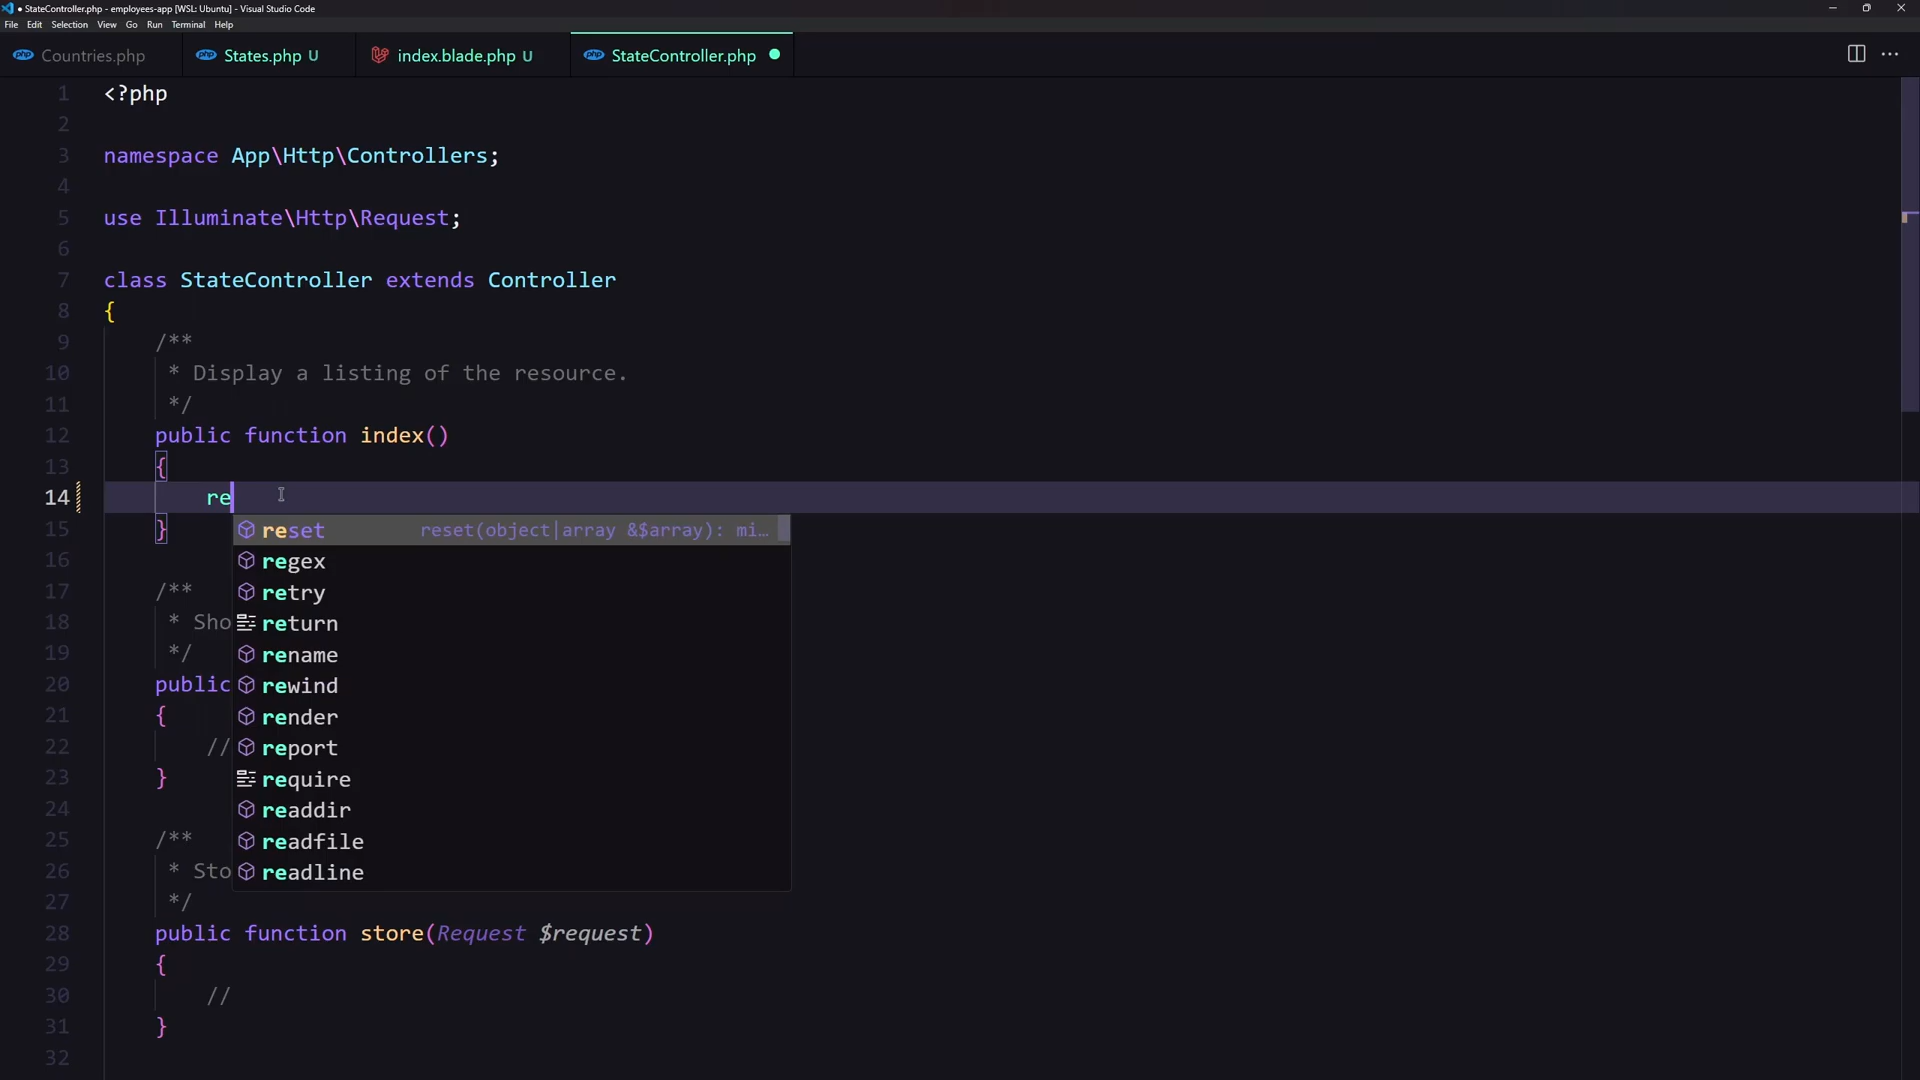 StateController.php - employees-app [WSL: Ubuntu] - Visual Studio Code
File Edit Selection View Go Run Terminal Help
php Countries.php php States.php U index.blade.php U php StateController.php
1 <?php
2
3 namespace App\Http\Controllers;
4
5 use Illuminate\Http\Request;
6
7 class StateController extends Controller
8 {
9 /**
10 * Display a listing of the resource.
11 */
12 public function index()
13 {
14 re
15 } reset reset(object|array &$array): mi…
16 regex
17 /** retry
18 * Sho return
19 */ rename
20 public rewind
21 { render
22 // report
23 } require
24 readdir
25 /** readfile
26 * Sto readline
27 */
28 public function store(Request $request)
29 {
30 //
31 }
32